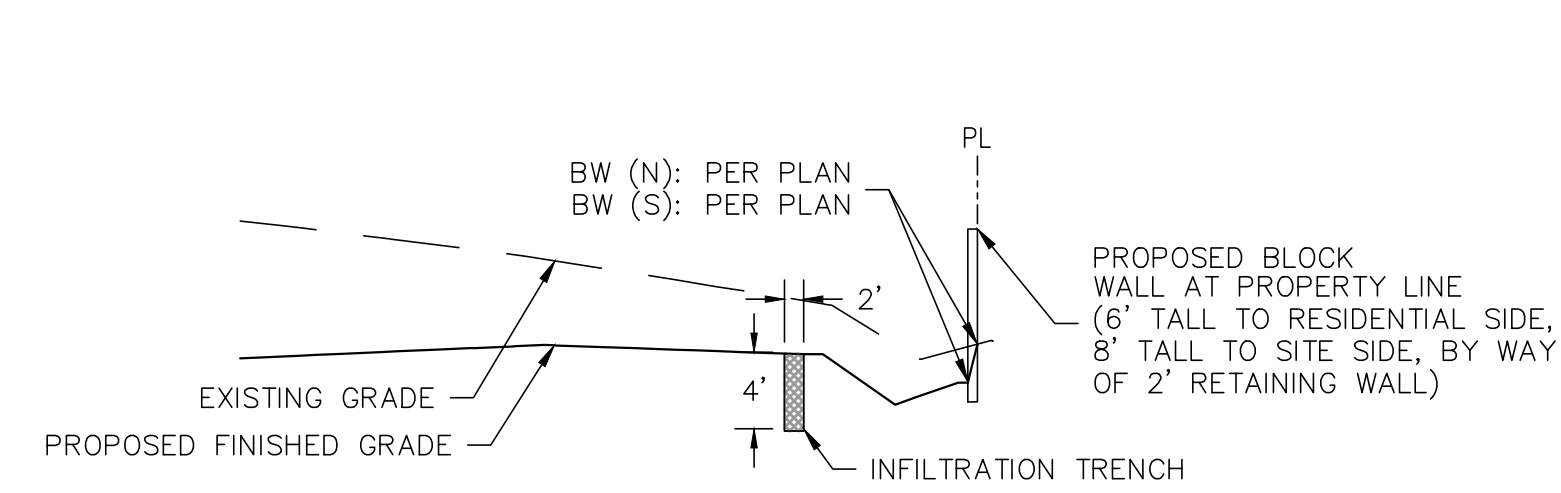 PL
BW (N): PER PLAN
BW (S): PER PLAN
PROPOSED BLOCK
WALL AT PROPERTY LINE
(6' TALL TO RESIDENTIAL SIDE,
8' TALL TO SITE SIDE, BY WAY
OF 2' RETAINING WALL)
2'
4'
EXISTING GRADE
PROPOSED FINISHED GRADE
INFILTRATION TRENCH